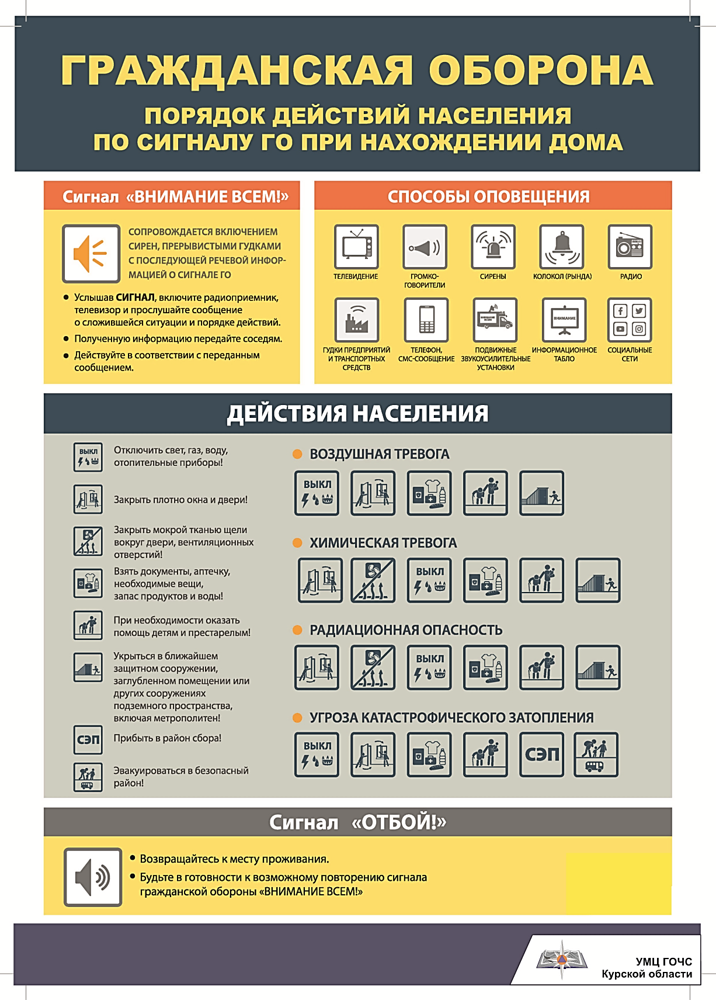 ГРАЖДАНСКАЯ ОБОРОНА
ПОРЯДОК ДЕЙСТВИЙ НАСЕЛЕНИЯ
ПО СИГНАЛУ ГО ПРИ НАХОЖДЕНИИ ДОМА
Сигнал «ВНИМАНИЕ ВСЕМ!»
СОПРОВОЖДАЕТСЯ ВКЛЮЧЕНИЕМ
СИРЕН, ПРЕРЫВИСТЫМИ ГУДКАМИ
С ПОСЛЕДУЮЩЕЙ РЕЧЕВОЙ ИНФОР-
МАЦИЕЙ О СИГНАЛЕ ГО
• Услышав СИГНАЛ, включите радиоприемник,
телевизор и прослушайте сообщение
о сложившейся ситуации и порядке действий.
• Полученную информацию передайте соседям.
• Действуйте в соответствии с переданным
сообщением.
СПОСОБЫ ОПОВЕЩЕНИЯ
ТЕЛЕВИДЕНИЕ
ГРОМКО-
ГОВОРИТЕЛИ
СИРЕНЫ
КОЛОКОЛ (РЫНДА)
РАДИО
ГУДКИ ПРЕДПРИЯТИЙ
И ТРАНСПОРТНЫХ
СРЕДСТВ
ТЕЛЕФОН,
СМС-СООБЩЕНИЕ
ВНИМАНИЕ
ВСЕМ!
ПОДВИЖНЫЕ
ЗВУКОУСИЛИТЕЛЬНЫЕ
УСТАНОВКИ
ВНИМАНИЕ
ИНФОРМАЦИОННОЕ
ТАБЛО
СОЦИАЛЬНЫЕ
СЕТИ
ДЕЙСТВИЯ НАСЕЛЕНИЯ
ВЫКЛ
Отключить свет, газ, воду,
отопительные приборы!
Закрыть плотно окна и двери!
Закрыть мокрой тканью щели
вокруг двери, вентиляционных
отверстий!
Взять документы, аптечку,
необходимые вещи,
запас продуктов и воды!
При необходимости оказать
помощь детям и престарелым!
Укрыться в ближайшем
защитном сооружении,
заглубленном помещении или
других сооружениях
подземного пространства,
включая метрополитен!
СЭП
Прибыть в район сбора!
Эвакуироваться в безопасный
район!
• ВОЗДУШНАЯ ТРЕВОГА
ВЫКЛ
• ХИМИЧЕСКАЯ ТРЕВОГА
ВЫКЛ
• РАДИАЦИОННАЯ ОПАСНОСТЬ
ВЫКЛ
• УГРОЗА КАТАСТРОФИЧЕСКОГО ЗАТОПЛЕНИЯ
ВЫКЛ
СЭП
Сигнал «ОТБОЙ!»
• Возвращайтесь к месту проживания.
• Будьте в готовности к возможному повторению сигнала
гражданской обороны «ВНИМАНИЕ ВСЕМ!»
УМЦ ГОЧС
Курской области